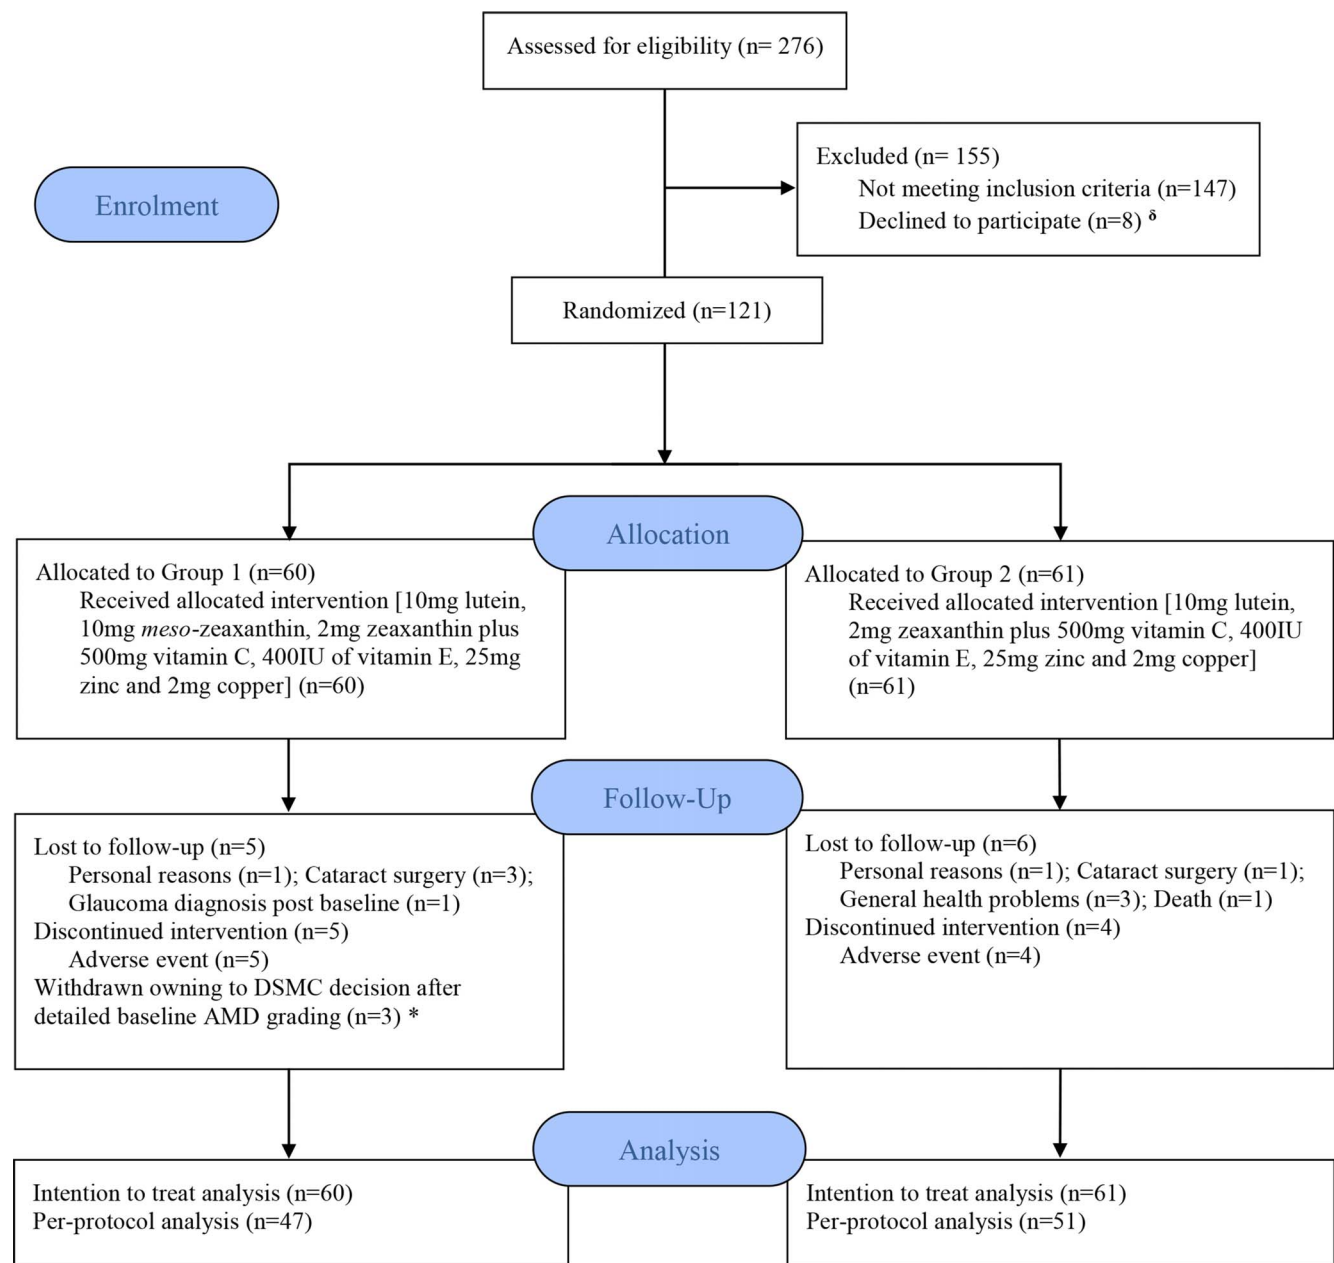 Assessed for eligibility (n= 276)
Excluded (n= 155)
Not meeting inclusion criteria (n=147)
Declined to participate (n=8) δ
Enrolment
Randomized (n=121)
Allocation
Allocated to Group 1 (n=60)
Received allocated intervention [10mg lutein,
10mg meso-zeaxanthin, 2mg zeaxanthin plus
500mg vitamin C, 400IU of vitamin E, 25mg
zinc and 2mg copper] (n=60)
Allocated to Group 2 (n=61)
Received allocated intervention [10mg lutein,
2mg zeaxanthin plus 500mg vitamin C, 400IU
of vitamin E, 25mg zinc and 2mg copper]
(n=61)
Follow-Up
Lost to follow-up (n=5)
Personal reasons (n=1); Cataract surgery (n=3);
Glaucoma diagnosis post baseline (n=1)
Discontinued intervention (n=5)
Adverse event (n=5)
Withdrawn owning to DSMC decision after
detailed baseline AMD grading (n=3) *
Lost to follow-up (n=6)
Personal reasons (n=1); Cataract surgery (n=1);
General health problems (n=3); Death (n=1)
Discontinued intervention (n=4)
Adverse event (n=4)
Analysis
Intention to treat analysis (n=60)
Per-protocol analysis (n=47)
Intention to treat analysis (n=61)
Per-protocol analysis (n=51)